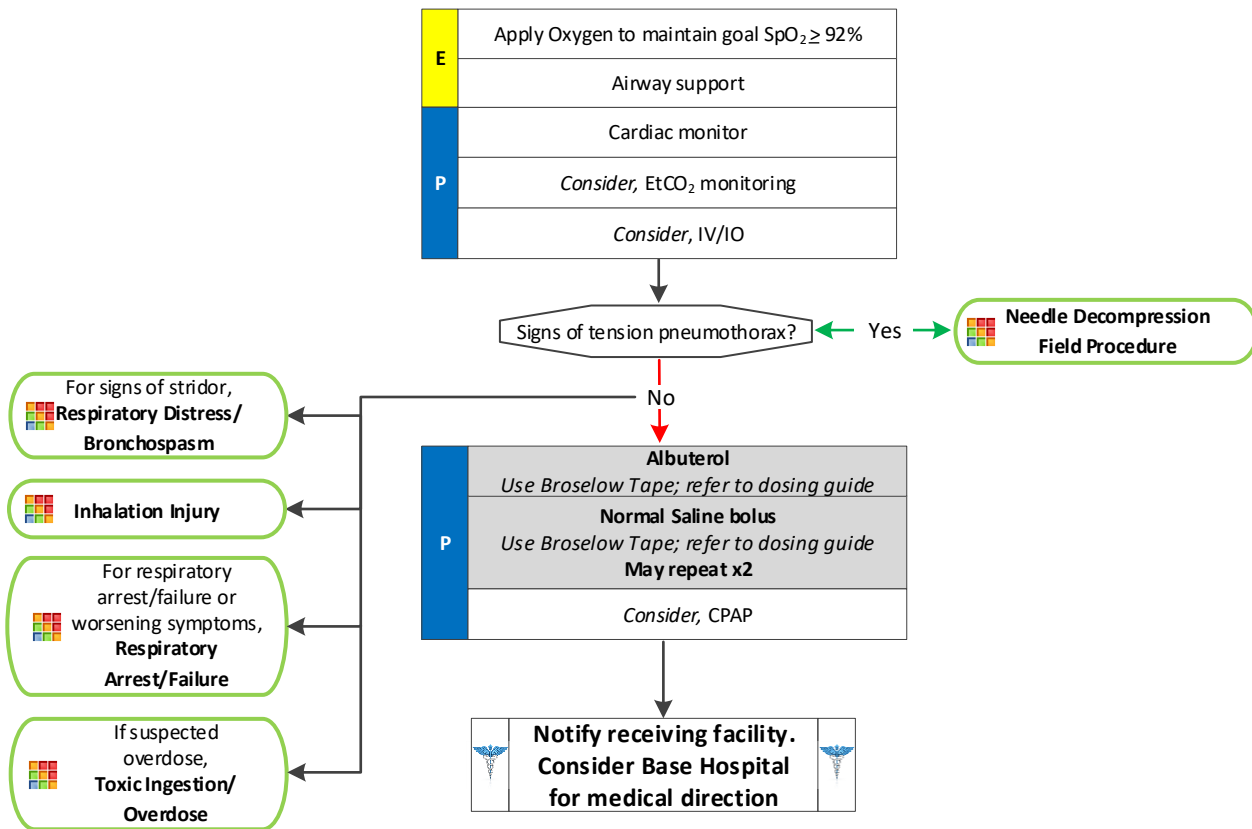 E
Apply Oxygen to maintain goal SpO₂ ≥ 92%
Airway support
P
Cardiac monitor
Consider, EtCO₂ monitoring
Consider, IV/IO
Signs of tension pneumothorax?
Yes
Needle Decompression
Field Procedure
No
For signs of stridor,
Respiratory Distress/
Bronchospasm
Inhalation Injury
For respiratory
arrest/failure or
worsening symptoms,
Respiratory
Arrest/Failure
If suspected
overdose,
Toxic Ingestion/
Overdose
P
Albuterol
Use Broselow Tape; refer to dosing guide
Normal Saline bolus
Use Broselow Tape; refer to dosing guide
May repeat x2
Consider, CPAP
Notify receiving facility.
Consider Base Hospital
for medical direction